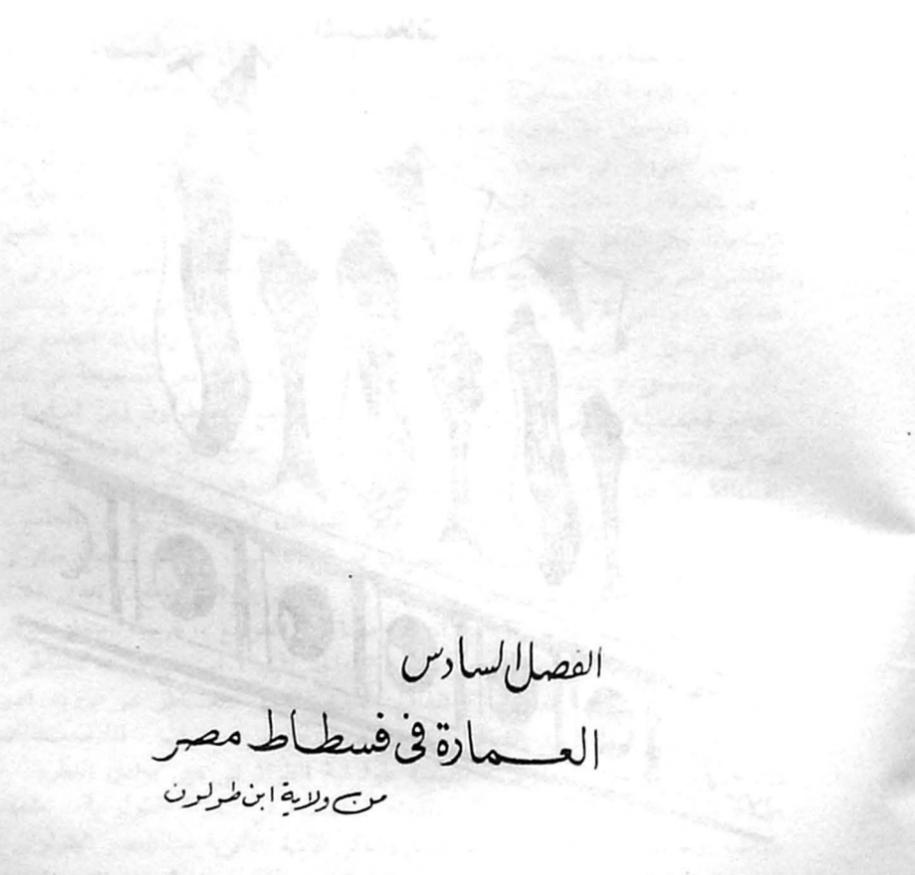 الفصل السادس
العمارة فى فسطاط مصر
من ولاية ابن طولون